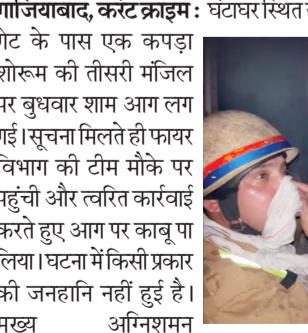 गाजियाबाद, करंट क्राइम : घंटाघर स्थित
गेट के पास एक कपड़ा
शोरूम की तीसरी मंजिल
पर बुधवार शाम आग लग
गई। सूचना मिलते ही फायर
विभाग की टीम मौके पर
पहुंची और त्वरित कार्रवाई
करते हुए आग पर काबू पा
लिया। घटना में किसी प्रकार
की जनहानि नहीं हुई है।
मुख्य अग्निशमन